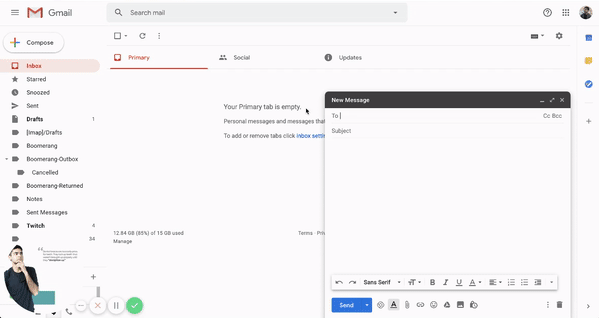 Gmail
Search mail
Compose
Inbox
Starred
Snoozed
Sent
Drafts 1
[Imap]/Drafts
Boomerang
Boomerang-Outbox
Cancelled
Boomerang-Returned
Notes
Sent Messages
Twitch 4
34
Primary
Social
Updates
Your Primary tab is empty.
Personal messages and messages that
To add or remove tabs click inbox setti
12.84 GB (85%) of 15 GB used
Manage
Terms · Priv
New Message
To
Cc Bcc
Subject
Sans Serif
Send